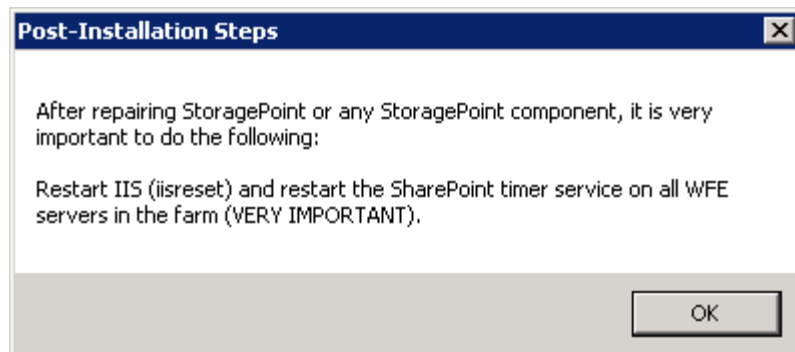 Post-Installation Steps
After repairing StoragePoint or any StoragePoint component, it is very
important to do the following:
Restart IIS (iisreset) and restart the SharePoint timer service on all WFE
servers in the farm (VERY IMPORTANT).
OK